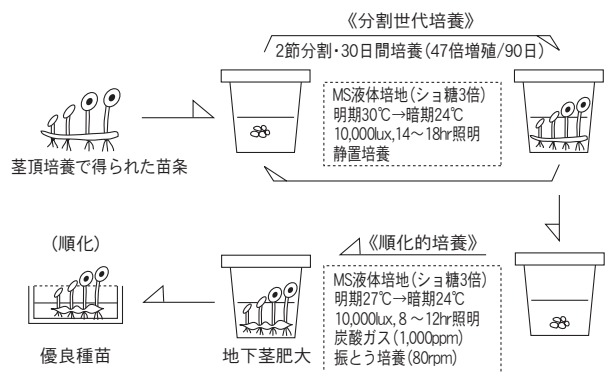 《分割世代培養》
2節分割・30日間培養(47倍増殖/90日)
MS液体培地(ショ糖3倍)
明期30℃→暗期24℃
10,000lux,14～18hr照明
静置培養
茎頂培養で得られた苗条
(順化)
《順化的培養》
MS液体培地(ショ糖3倍)
明期27℃→暗期24℃
10,000lux,8～12hr照明
炭酸ガス(1,000ppm)
振とう培養(80rpm)
優良種苗
地下茎肥大